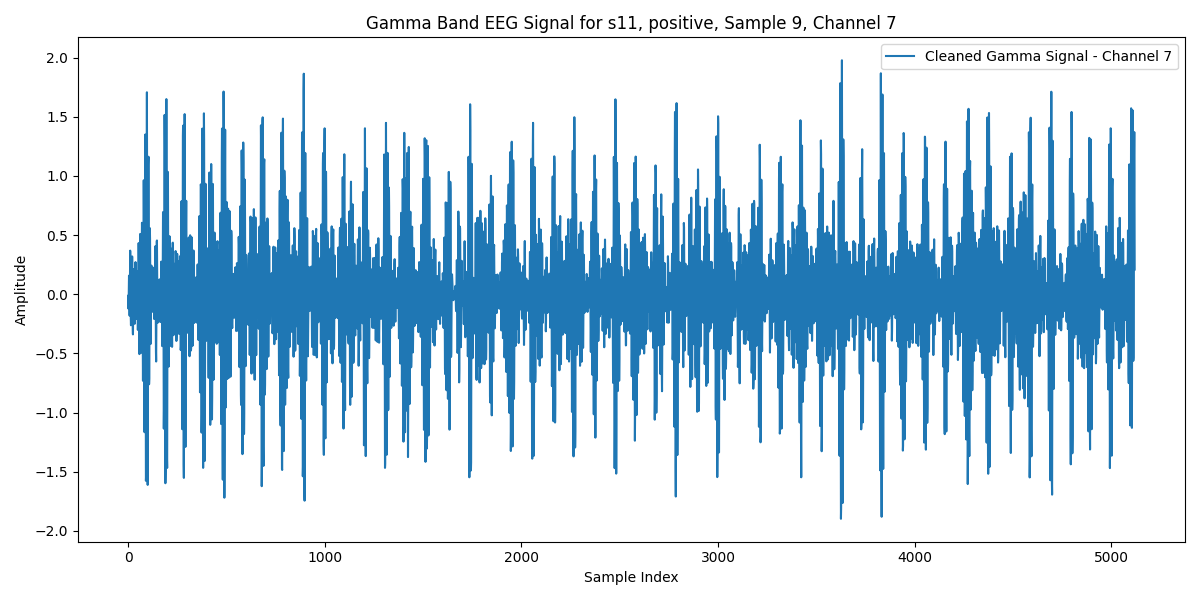 Gamma Band EEG Signal for s11, positive, Sample 9, Channel 7
Cleaned Gamma Signal - Channel 7
Amplitude
2.0
1.5
1.0
0.5
0.0
−0.5
−1.0
−1.5
−2.0
0 1000 2000 3000 4000 5000
Sample Index